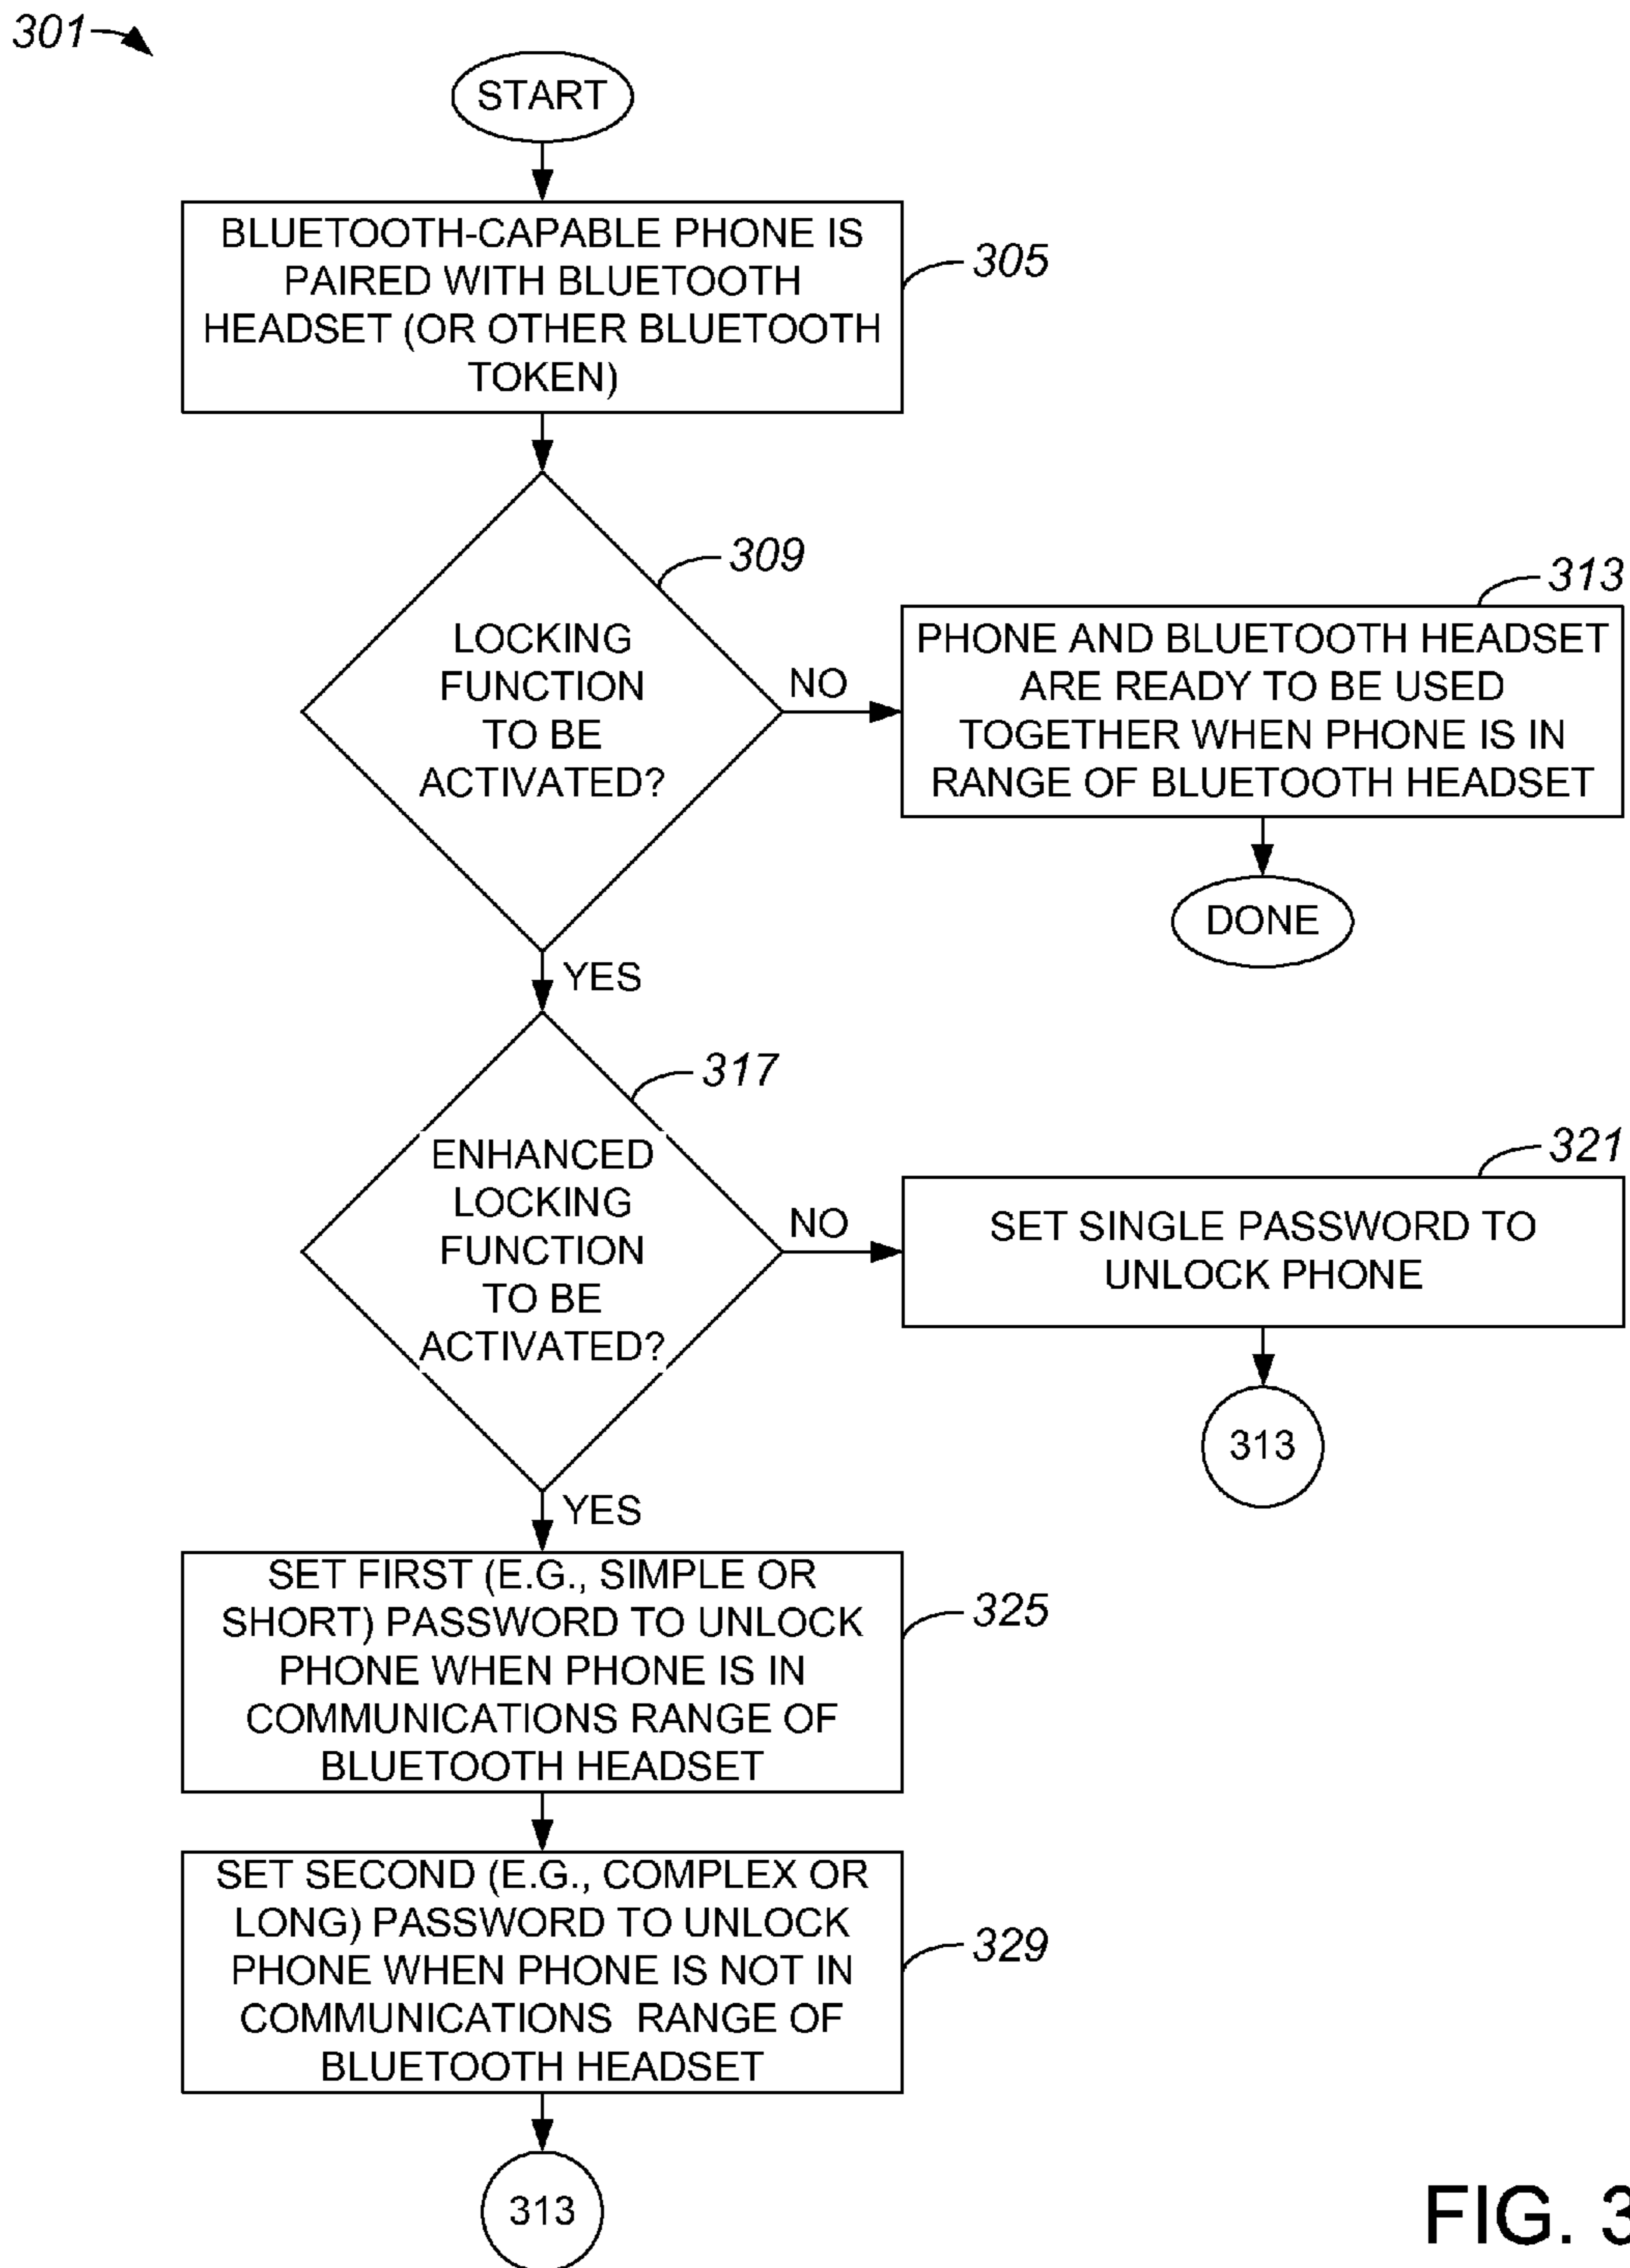 301
START
BLUETOOTH-CAPABLE PHONE IS
PAIRED WITH BLUETOOTH
HEADSET (OR OTHER BLUETOOTH
TOKEN)
305
309
LOCKING
FUNCTION
TO BE
ACTIVATED?
NO
313
PHONE AND BLUETOOTH HEADSET
ARE READY TO BE USED
TOGETHER WHEN PHONE IS IN
RANGE OF BLUETOOTH HEADSET
DONE
YES
317
ENHANCED
LOCKING
FUNCTION
TO BE
ACTIVATED?
NO
321
SET SINGLE PASSWORD TO
UNLOCK PHONE
313
YES
SET FIRST (E.G., SIMPLE OR
SHORT) PASSWORD TO UNLOCK
PHONE WHEN PHONE IS IN
COMMUNICATIONS RANGE OF
BLUETOOTH HEADSET
325
SET SECOND (E.G., COMPLEX OR
LONG) PASSWORD TO UNLOCK
PHONE WHEN PHONE IS NOT IN
COMMUNICATIONS RANGE OF
BLUETOOTH HEADSET
329
313
FIG. 3